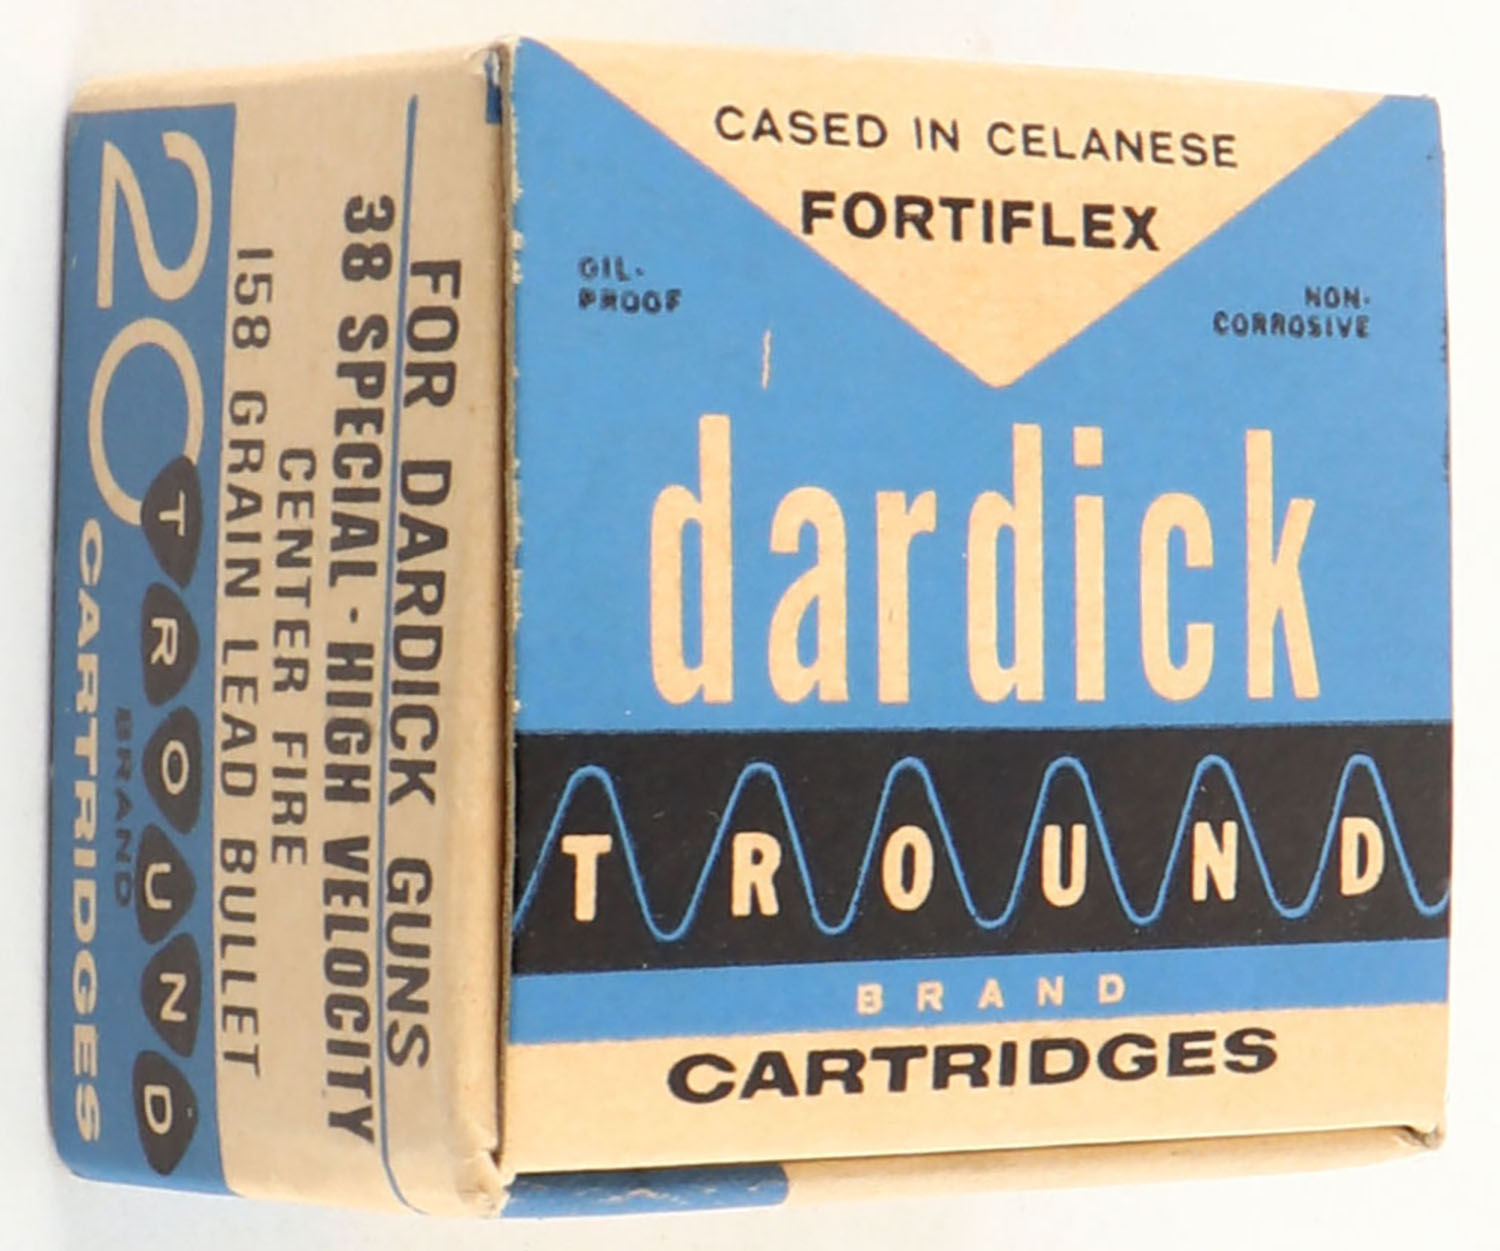 CASED IN CELANESE
FORTIFLEX
OIL-
PROOF
NON-
CORROSIVE
dardick
TROUND
BRAND
CARTRIDGES
FOR DARDICK GUNS
38 SPECIAL · HIGH VELOCITY
CENTER FIRE
158 GRAIN LEAD BULLET
20 TROUND
BRAND
CARTRIDGES